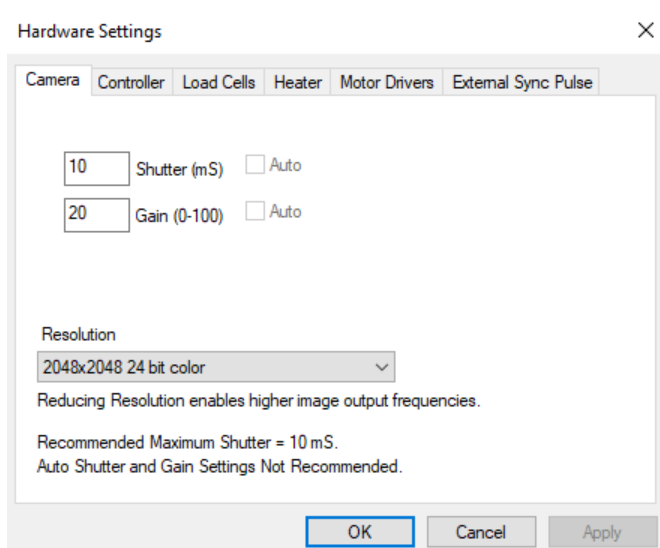 Hardware Settings
Camera Controller Load Cells Heater Motor Drivers External Sync Pulse
10 Shutter (mS) Auto
20 Gain (0-100) Auto
Resolution
2048x2048 24 bit color
Reducing Resolution enables higher image output frequencies.
Recommended Maximum Shutter = 10 mS.
Auto Shutter and Gain Settings Not Recommended.
OK Cancel Apply